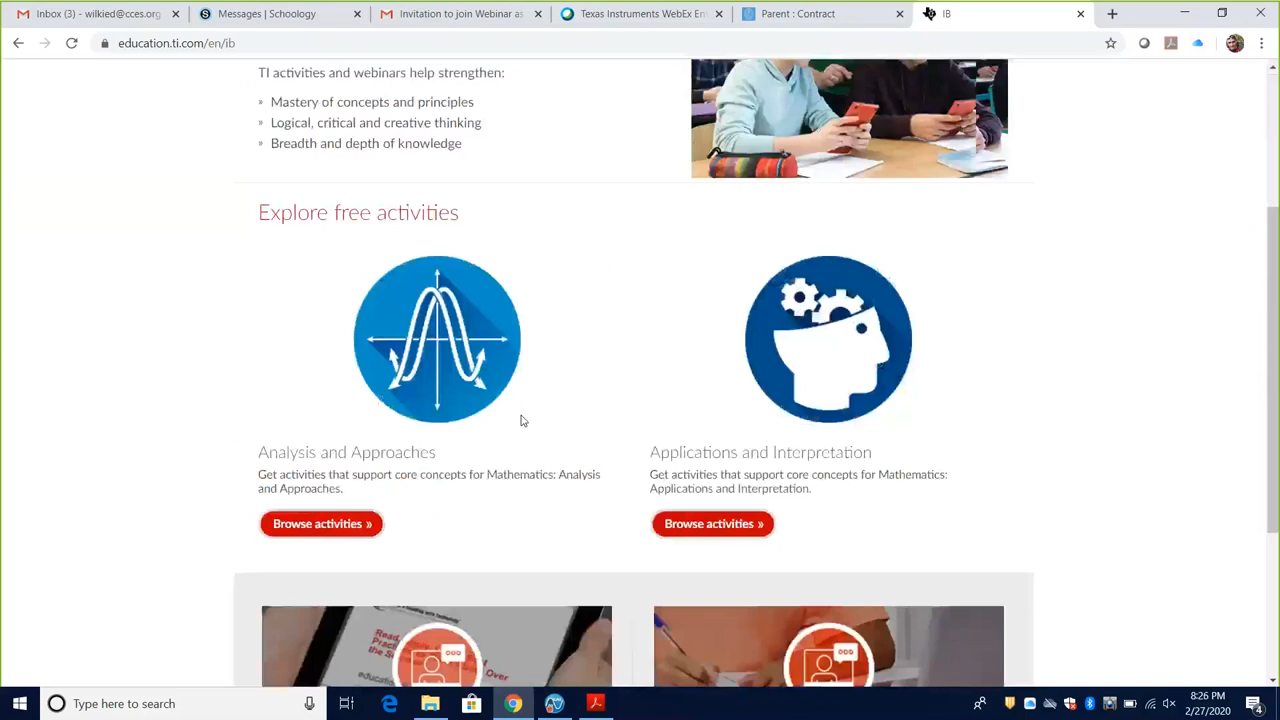 Inbox (3) - wilkied@cces.org
Messages | Schoology
Invitation to join Webinar as
Texas Instruments WebEx En
Parent : Contract
IB
education.ti.com/en/ib
TI activities and webinars help strengthen:
» Mastery of concepts and principles
» Logical, critical and creative thinking
» Breadth and depth of knowledge
Explore free activities
Analysis and Approaches
Get activities that support core concepts for Mathematics: Analysis
and Approaches.
Browse activities »
Applications and Interpretation
Get activities that support core concepts for Mathematics:
Applications and Interpretation.
Browse activities »
Type here to search
8:26 PM
2/27/2020
4